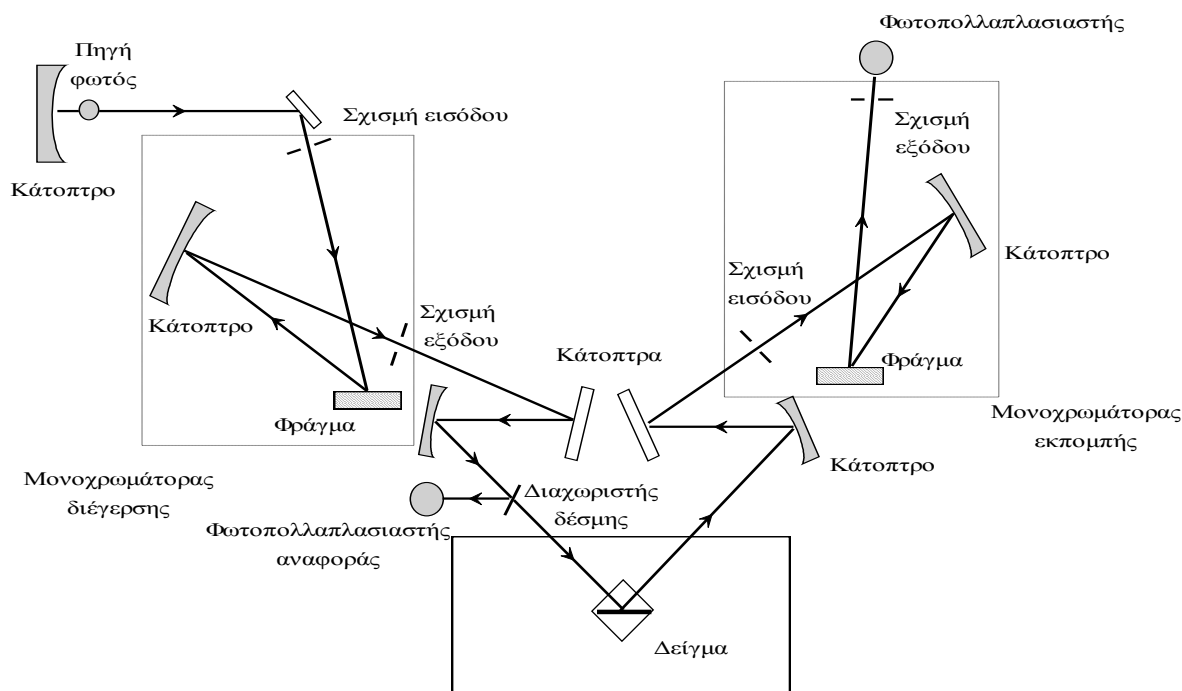 Φωτοπολλαπλασιαστής
Πηγή
φωτός
Σχισμή εισόδου
Σχισμή
εξόδου
Κάτοπτρο
Κάτοπτρο
Σχισμή
εισόδου
Κάτοπτρο
Σχισμή
εξόδου
Κάτοπτρα
Φράγμα
Φράγμα
Μονοχρωμάτορας
εκπομπής
Κάτοπτρο
Μονοχρωμάτορας
διέγερσης
Διαχωριστής
δέσμης
Φωτοπολλαπλασιαστής
αναφοράς
Δείγμα